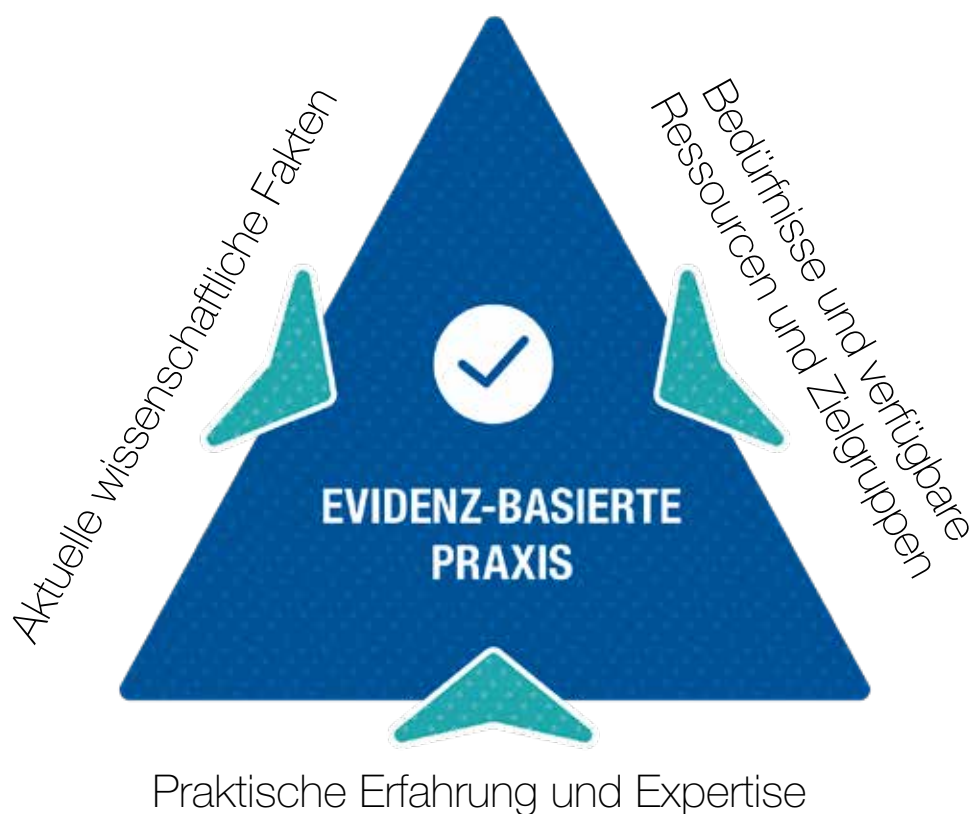 Aktuelle wissenschaftliche Fakten
Bedürfnisse und verfügbare
Ressourcen und Zielgruppen
EVIDENZ-BASIERTE
PRAXIS
Praktische Erfahrung und Expertise